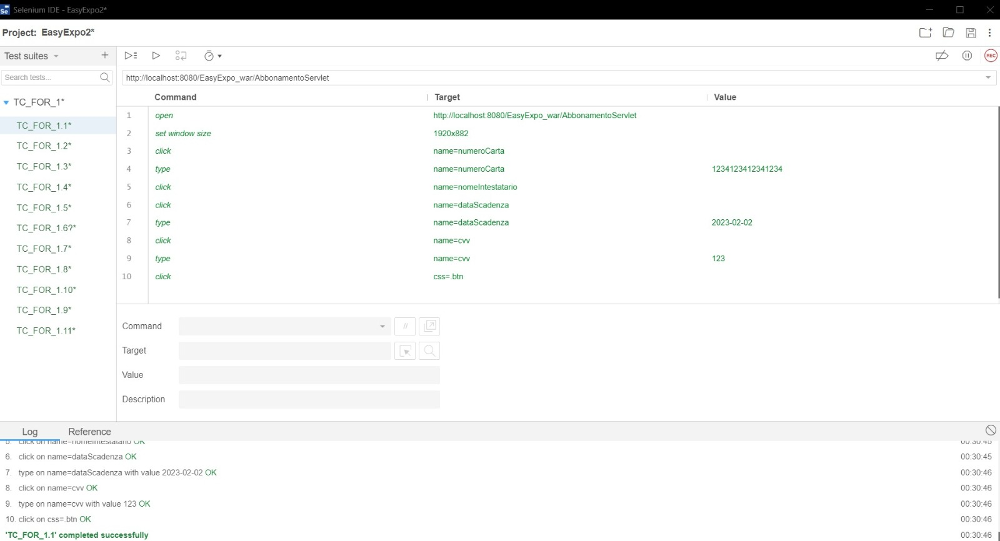 Selenium IDE - EasyExpo2*
Project: EasyExpo2*
Test suites
Search tests...
TC_FOR_1*
TC_FOR_1.1*
TC_FOR_1.2*
TC_FOR_1.3*
TC_FOR_1.4*
TC_FOR_1.5*
TC_FOR_1.6?*
TC_FOR_1.7*
TC_FOR_1.8*
TC_FOR_1.10*
TC_FOR_1.9*
TC_FOR_1.11*
REC
http://localhost:8080/EasyExpo_war/AbbonamentoServlet
Command Target Value
1 open http://localhost:8080/EasyExpo_war/AbbonamentoServlet
2 set window size 1920x882
3 click name=numeroCarta
4 type name=numeroCarta 1234123412341234
5 click name=nomeIntestatario
6 click name=dataScadenza
7 type name=dataScadenza 2023-02-02
8 click name=cvv
9 type name=cvv 123
10 click css=.btn
Command //
Target
Value
Description
Log Reference
5. click on name=nomeIntestatario OK 00:30:45
6. click on name=dataScadenza OK 00:30:45
7. type on name=dataScadenza with value 2023-02-02 OK 00:30:46
8. click on name=cvv OK 00:30:46
9. type on name=cvv with value 123 OK 00:30:46
10. click on css=.btn OK 00:30:46
'TC_FOR_1.1' completed successfully 00:30:46